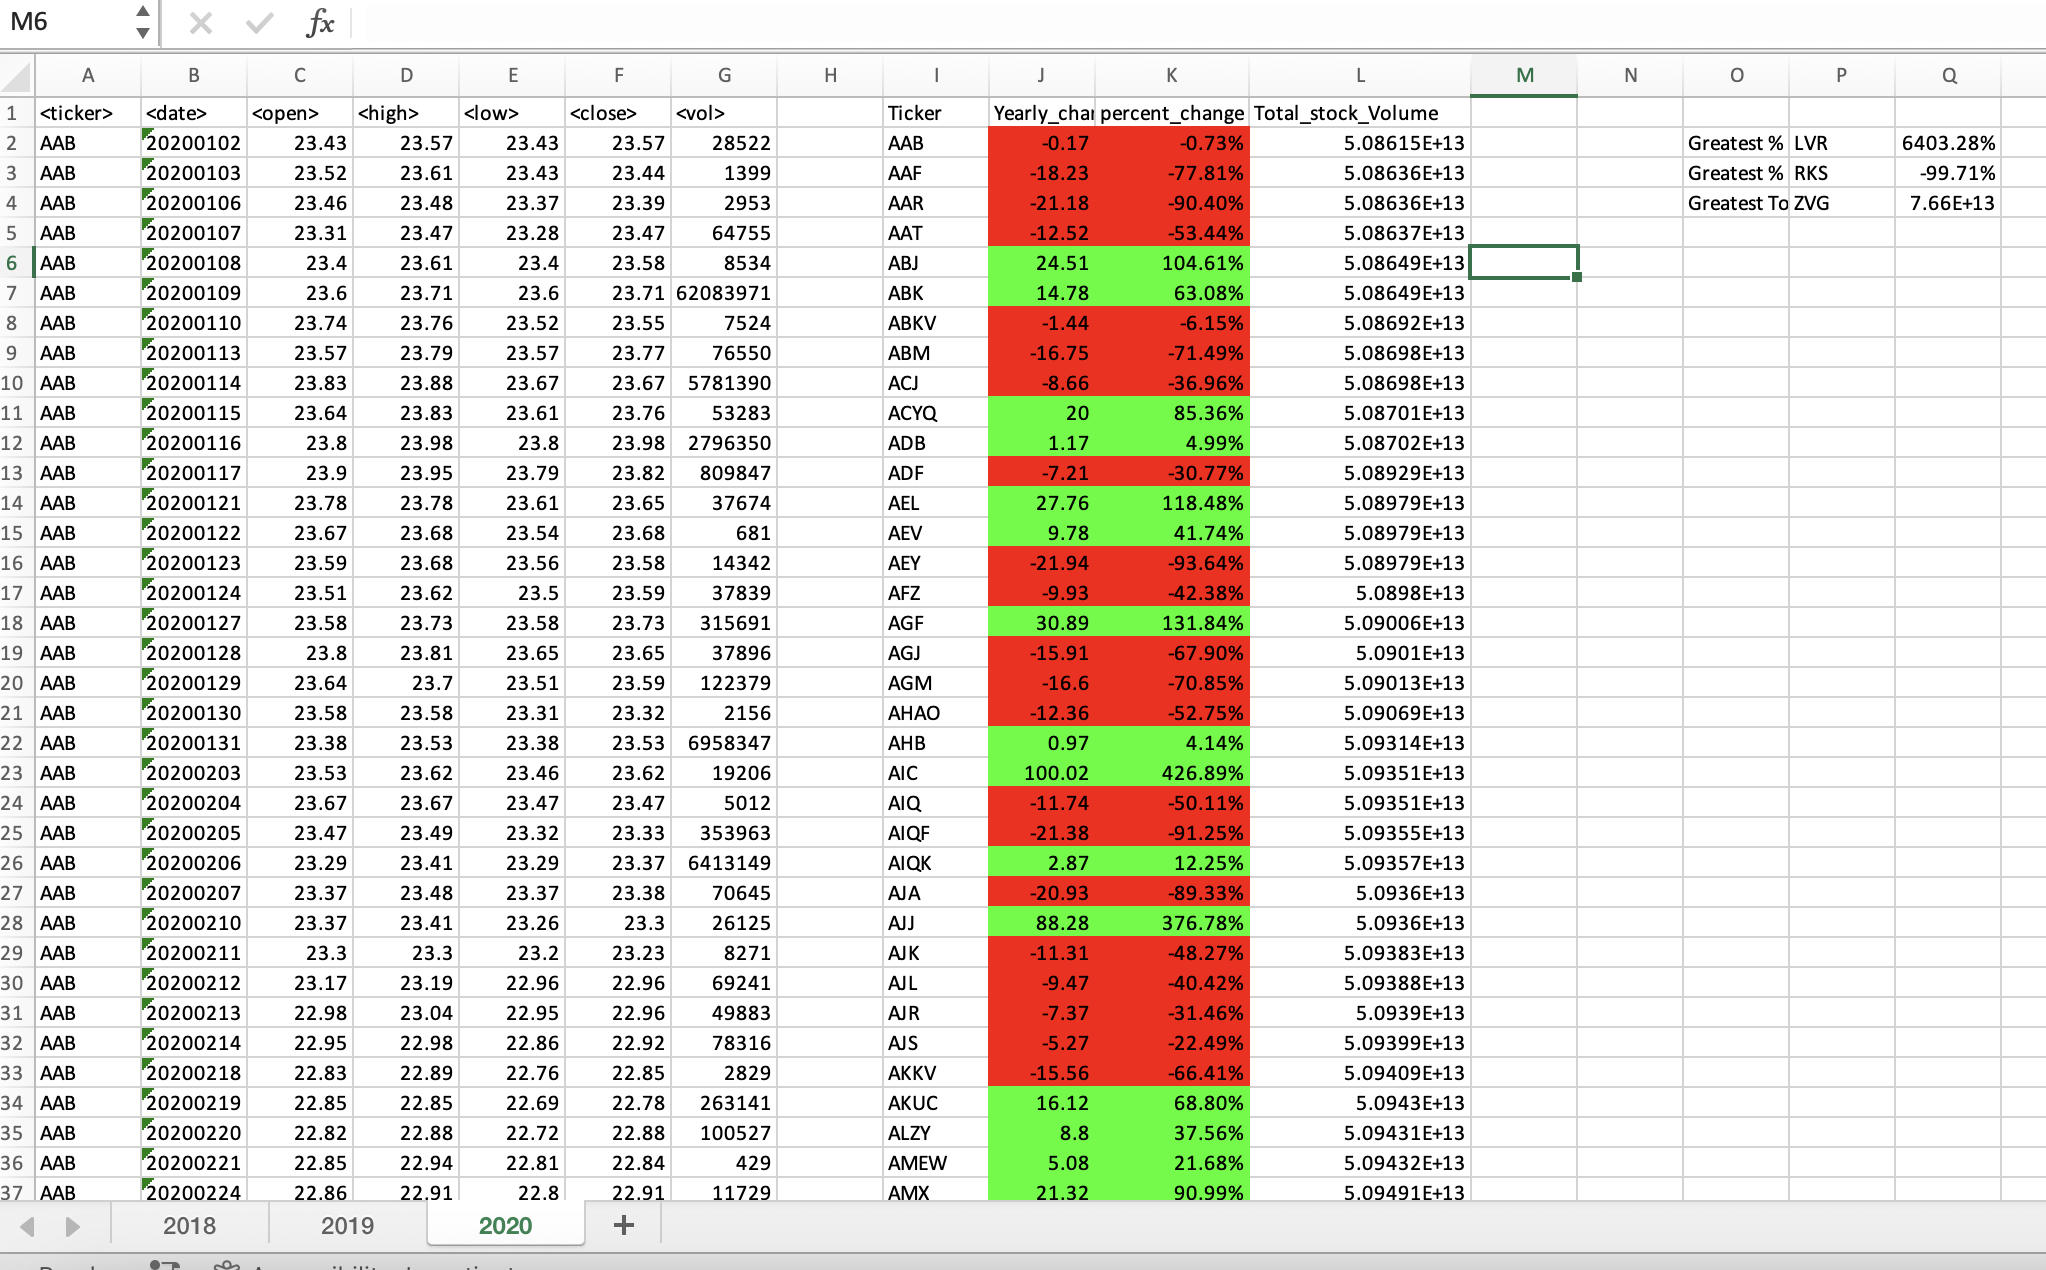 M6 fx
A B C D E F G H I J K L M N O P Q
1 <ticker> <date> <open> <high> <low> <close> <vol> Ticker Yearly_char percent_change Total_stock_Volume
2 AAB 20200102 23.43 23.57 23.43 23.57 28522 AAB -0.17 -0.73% 5.08615E+13 Greatest % LVR 6403.28%
3 AAB 20200103 23.52 23.61 23.43 23.44 1399 AAF -18.23 -77.81% 5.08636E+13 Greatest % RKS -99.71%
4 AAB 20200106 23.46 23.48 23.37 23.39 2953 AAR -21.18 -90.40% 5.08636E+13 Greatest To ZVG 7.66E+13
5 AAB 20200107 23.31 23.47 23.28 23.47 64755 AAT -12.52 -53.44% 5.08637E+13
6 AAB 20200108 23.4 23.61 23.4 23.58 8534 ABJ 24.51 104.61% 5.08649E+13
7 AAB 20200109 23.6 23.71 23.6 23.71 62083971 ABK 14.78 63.08% 5.08649E+13
8 AAB 20200110 23.74 23.76 23.52 23.55 7524 ABKV -1.44 -6.15% 5.08692E+13
9 AAB 20200113 23.57 23.79 23.57 23.77 76550 ABM -16.75 -71.49% 5.08698E+13
10 AAB 20200114 23.83 23.88 23.67 23.67 5781390 ACJ -8.66 -36.96% 5.08698E+13
11 AAB 20200115 23.64 23.83 23.61 23.76 53283 ACYQ 20 85.36% 5.08701E+13
12 AAB 20200116 23.8 23.98 23.8 23.98 2796350 ADB 1.17 4.99% 5.08702E+13
13 AAB 20200117 23.9 23.95 23.79 23.82 809847 ADF -7.21 -30.77% 5.08929E+13
14 AAB 20200121 23.78 23.78 23.61 23.65 37674 AEL 27.76 118.48% 5.08979E+13
15 AAB 20200122 23.67 23.68 23.54 23.68 681 AEV 9.78 41.74% 5.08979E+13
16 AAB 20200123 23.59 23.68 23.56 23.58 14342 AEY -21.94 -93.64% 5.08979E+13
17 AAB 20200124 23.51 23.62 23.5 23.59 37839 AFZ -9.93 -42.38% 5.0898E+13
18 AAB 20200127 23.58 23.73 23.58 23.73 315691 AGF 30.89 131.84% 5.09006E+13
19 AAB 20200128 23.8 23.81 23.65 23.65 37896 AGJ -15.91 -67.90% 5.0901E+13
20 AAB 20200129 23.64 23.7 23.51 23.59 122379 AGM -16.6 -70.85% 5.09013E+13
21 AAB 20200130 23.58 23.58 23.31 23.32 2156 AHAO -12.36 -52.75% 5.09069E+13
22 AAB 20200131 23.38 23.53 23.38 23.53 6958347 AHB 0.97 4.14% 5.09314E+13
23 AAB 20200203 23.53 23.62 23.46 23.62 19206 AIC 100.02 426.89% 5.09351E+13
24 AAB 20200204 23.67 23.67 23.47 23.47 5012 AIQ -11.74 -50.11% 5.09351E+13
25 AAB 20200205 23.47 23.49 23.32 23.33 353963 AIQF -21.38 -91.25% 5.09355E+13
26 AAB 20200206 23.29 23.41 23.29 23.37 6413149 AIQK 2.87 12.25% 5.09357E+13
27 AAB 20200207 23.37 23.48 23.37 23.38 70645 AJA -20.93 -89.33% 5.0936E+13
28 AAB 20200210 23.37 23.41 23.26 23.3 26125 AJJ 88.28 376.78% 5.0936E+13
29 AAB 20200211 23.3 23.3 23.2 23.23 8271 AJK -11.31 -48.27% 5.09383E+13
30 AAB 20200212 23.17 23.19 22.96 22.96 69241 AJL -9.47 -40.42% 5.09388E+13
31 AAB 20200213 22.98 23.04 22.95 22.96 49883 AJR -7.37 -31.46% 5.0939E+13
32 AAB 20200214 22.95 22.98 22.86 22.92 78316 AJS -5.27 -22.49% 5.09399E+13
33 AAB 20200218 22.83 22.89 22.76 22.85 2829 AKKV -15.56 -66.41% 5.09409E+13
34 AAB 20200219 22.85 22.85 22.69 22.78 263141 AKUC 16.12 68.80% 5.0943E+13
35 AAB 20200220 22.82 22.88 22.72 22.88 100527 ALZY 8.8 37.56% 5.09431E+13
36 AAB 20200221 22.85 22.94 22.81 22.84 429 AMEW 5.08 21.68% 5.09432E+13
37 AAB 20200224 22.86 22.91 22.8 22.91 11729 AMX 21.32 90.99% 5.09491E+13
2018 2019 2020 +